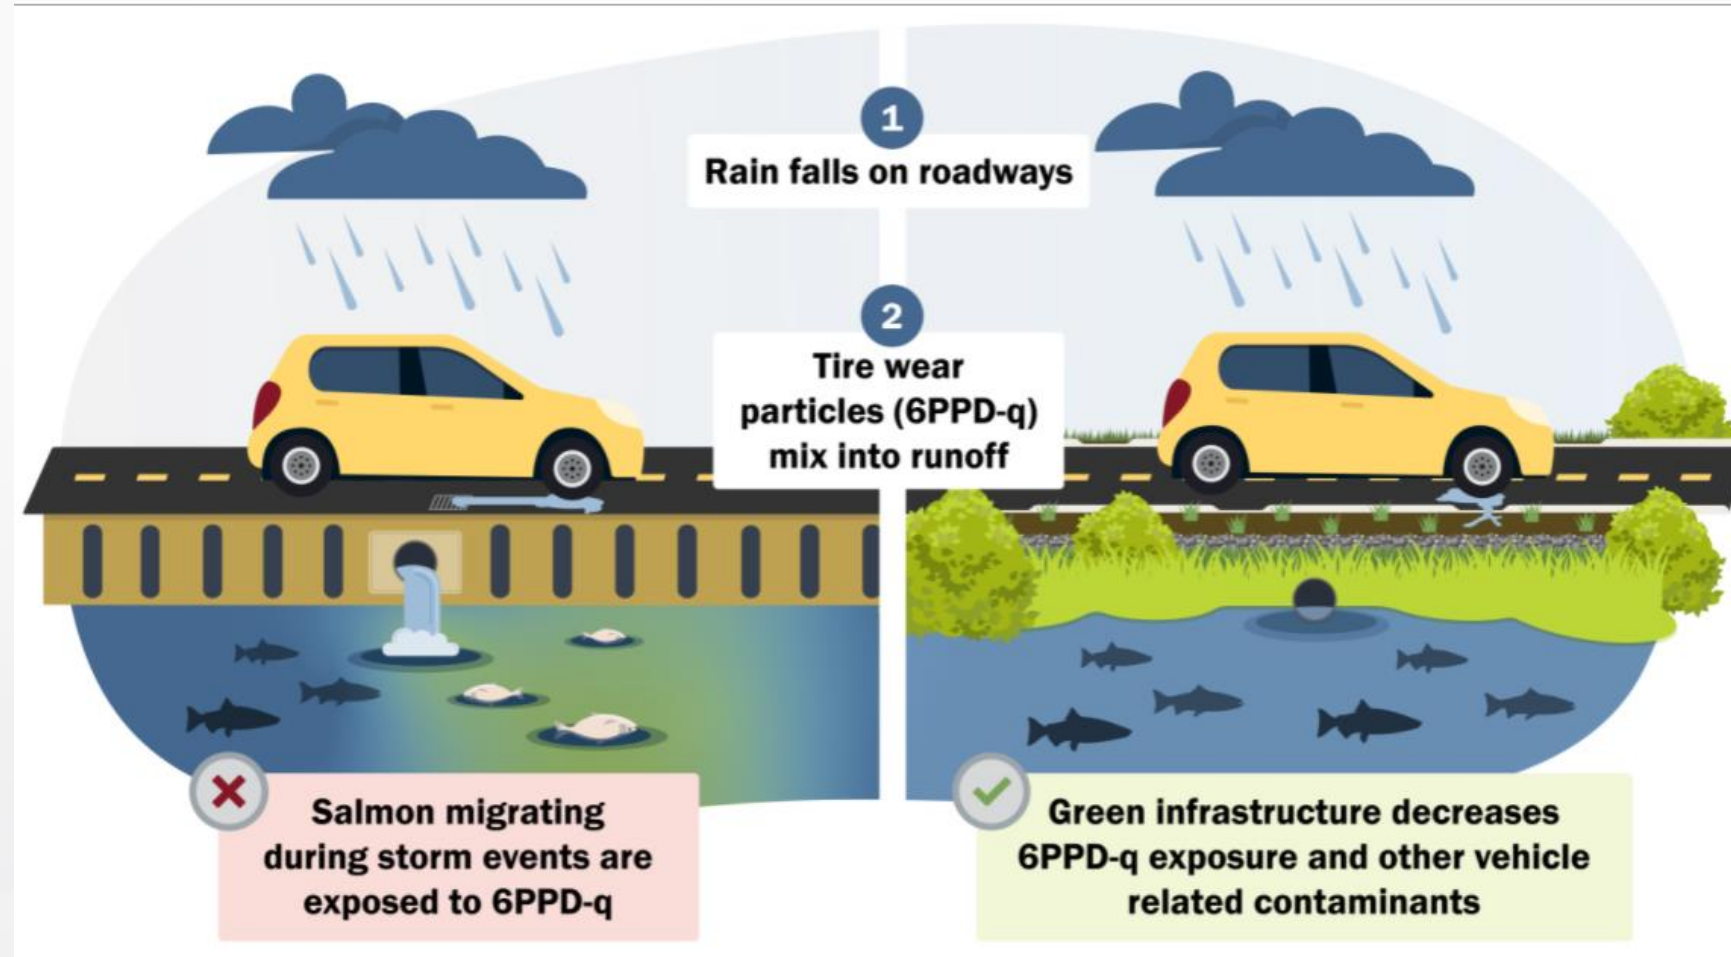 1
Rain falls on roadways
2
Tire wear
particles (6PPD-q)
mix into runoff
Salmon migrating
during storm events are
exposed to 6PPD-q
Green infrastructure decreases
6PPD-q exposure and other vehicle
related contaminants